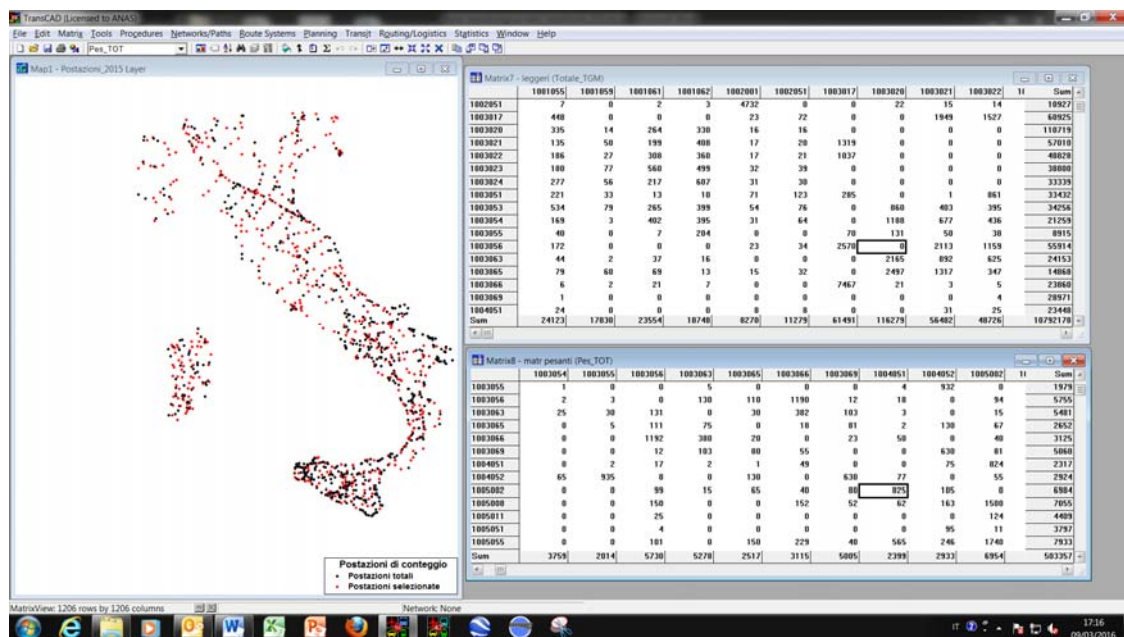 TransCAD (Licensed to ANAS)
File Edit Matrix Tools Procedures Networks/Paths Route Systems Planning Transit Routing/Logistics Statistics Window Help
Pes_TOT
Map1 - Postazioni_2015 Layer
Postazioni di conteggio
Postazioni totali
Postazioni selezionate
Matrix7 - leggeri (Totale_TGM)
1001055 1001059 1001061 1001062 1002001 1002051 1003017 1003020 1003021 1003022 Sum
1002051 7 0 2 3 4732 0 0 22 15 14 10927
1003017 448 0 0 0 23 72 0 0 1949 1527 60925
1003020 335 14 264 330 16 16 0 0 0 0 110719
1003021 135 50 199 408 17 20 1319 0 0 0 57010
1003022 186 27 308 360 17 21 1037 0 0 0 48028
1003023 180 77 560 499 32 39 0 0 0 0 38000
1003024 277 56 217 607 31 30 0 0 0 0 33339
1003051 221 33 13 10 71 123 285 0 1 861 33432
1003053 534 79 265 399 54 76 0 860 403 395 34256
1003054 169 3 402 395 31 64 0 1188 677 436 21259
1003055 40 0 7 204 0 0 70 131 50 38 8915
1003056 172 0 0 0 23 34 2570 0 2113 1159 55914
1003063 44 2 37 16 0 0 0 2165 892 625 24153
1003065 79 60 69 13 15 32 0 2497 1317 347 14868
1003066 6 2 21 7 0 0 7467 21 3 5 23860
1003069 1 0 0 0 0 0 0 0 0 4 28971
1004051 24 0 0 0 8 8 0 0 31 25 23448
Sum 24123 17830 23554 18740 8270 11279 61491 116279 56402 48726 10792178
Matrix8 - matr pesanti (Pes_TOT)
1003054 1003055 1003056 1003063 1003065 1003066 1003069 1004051 1004052 1005002 Sum
1003055 1 0 0 5 0 0 0 4 932 0 1979
1003056 2 3 0 130 110 1190 12 18 0 94 5755
1003063 25 30 131 0 30 382 103 3 0 15 5481
1003065 0 5 111 75 0 18 81 2 130 67 2652
1003066 0 0 1192 380 20 0 23 50 0 40 3125
1003069 0 0 12 103 80 55 0 0 630 81 5060
1004051 0 2 17 2 1 49 0 0 75 824 2317
1004052 65 935 0 0 130 0 630 77 0 55 2924
1005002 0 0 99 15 65 40 80 825 105 0 6984
1005008 0 0 150 0 0 152 52 62 163 1500 7055
1005011 0 0 25 0 0 0 0 0 0 124 4409
1005051 0 0 4 0 0 0 0 0 95 11 3797
1005055 0 0 101 0 150 229 40 565 246 1740 7933
Sum 3759 2014 5730 5270 2517 3115 5005 2399 2933 6954 503357
MatrixView: 1206 rows by 1206 columns
Network: None
IT
17:16
09/03/2016